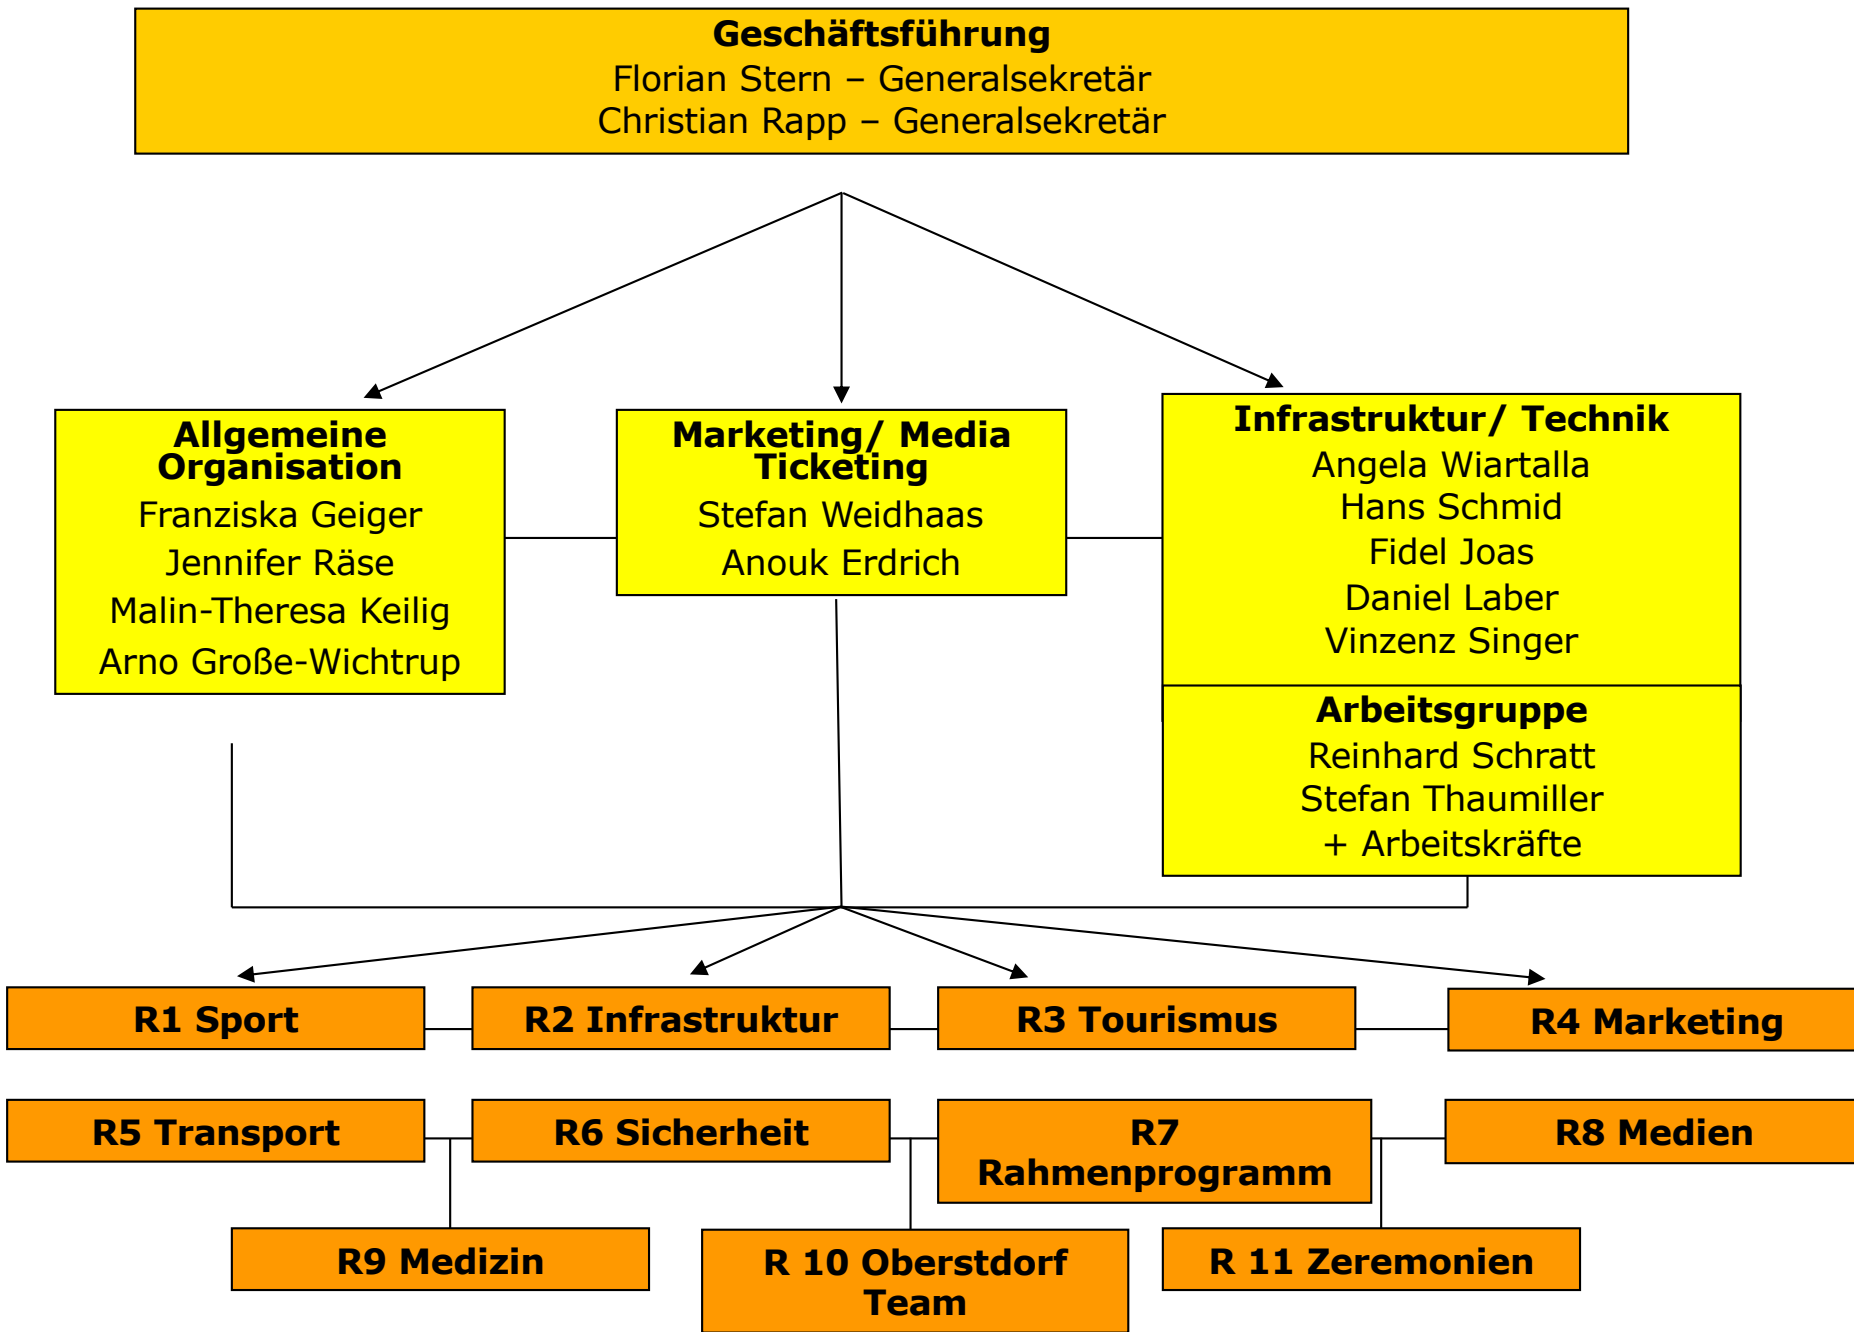 Geschäftsführung
Florian Stern – Generalsekretär
Christian Rapp – Generalsekretär
Allgemeine
Organisation
Franziska Geiger
Jennifer Räse
Malin-Theresa Keilig
Arno Große-Wichtrup
Marketing/ Media
Ticketing
Stefan Weidhaas
Anouk Erdrich
Infrastruktur/ Technik
Angela Wiartalla
Hans Schmid
Fidel Joas
Daniel Laber
Vinzenz Singer
Arbeitsgruppe
Reinhard Schratt
Stefan Thaumiller
+ Arbeitskräfte
R1 Sport
R2 Infrastruktur
R3 Tourismus
R4 Marketing
R5 Transport
R6 Sicherheit
R7
Rahmenprogramm
R8 Medien
R9 Medizin
R 10 Oberstdorf
Team
R 11 Zeremonien